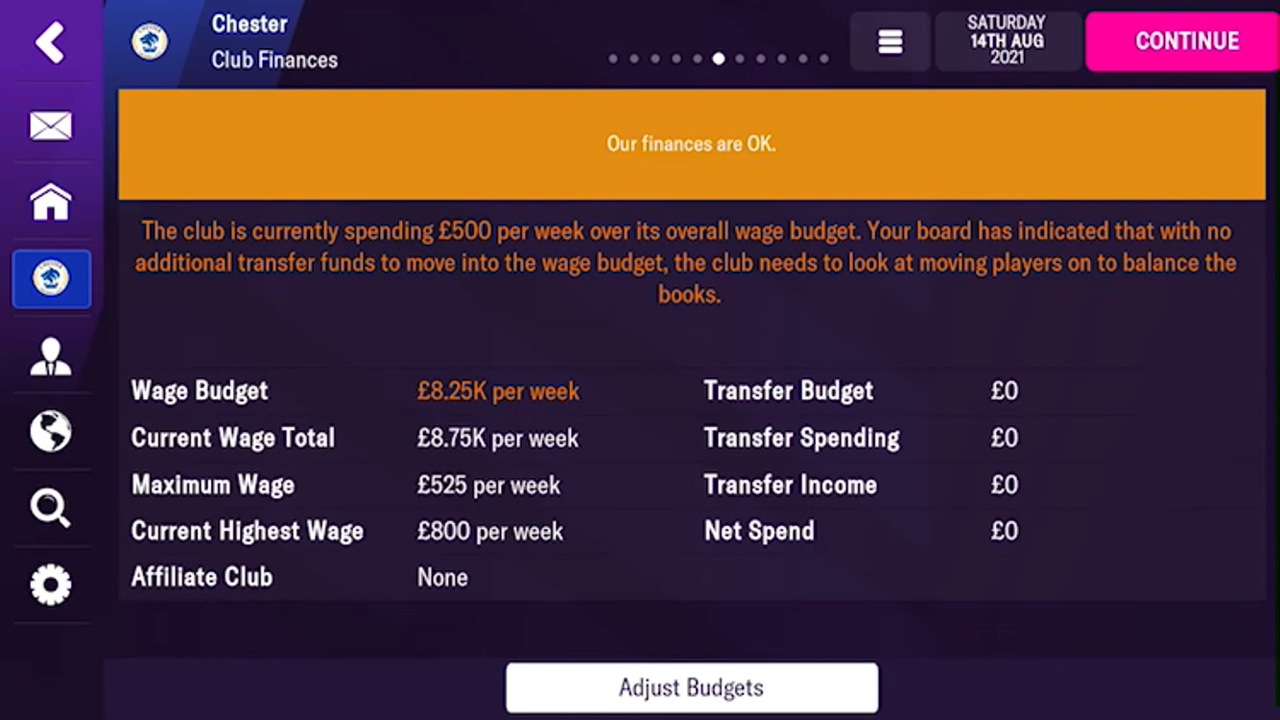 Chester
Club Finances
SATURDAY
14TH AUG
2021
CONTINUE
Our finances are OK.
The club is currently spending £500 per week over its overall wage budget. Your board has indicated that with no
additional transfer funds to move into the wage budget, the club needs to look at moving players on to balance the
books.
Wage Budget £8.25K per week Transfer Budget £0
Current Wage Total £8.75K per week Transfer Spending £0
Maximum Wage £525 per week Transfer Income £0
Current Highest Wage £800 per week Net Spend £0
Affiliate Club None
Adjust Budgets